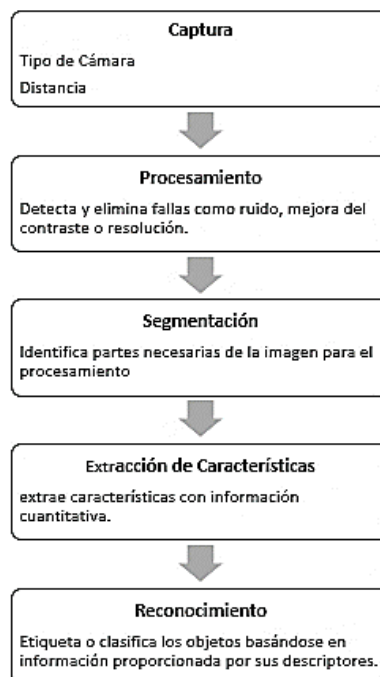 Captura
Tipo de Cámara
Distancia
Procesamiento
Detecta y elimina fallas como ruido, mejora del
contraste o resolución.
Segmentación
Identifica partes necesarias de la imagen para el
procesamiento
Extracción de Características
extrae características con información
cuantitativa.
Reconocimiento
Etiqueta o clasifica los objetos basándose en
información proporcionada por sus descriptores.